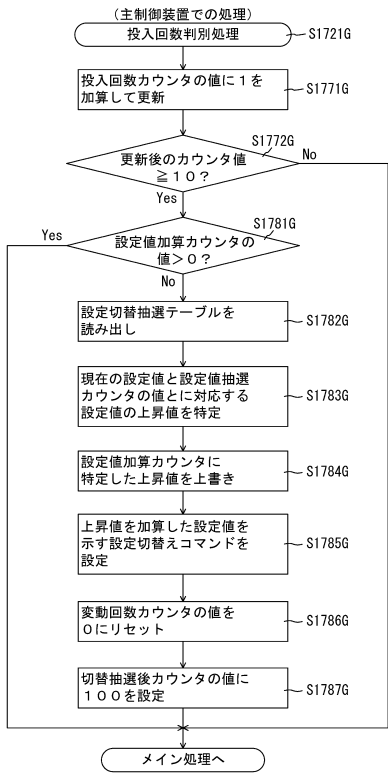 (主制御装置での処理)
投入回数判別処理
S1721G
投入回数カウンタの値に1を
加算して更新
S1771G
S1772G
更新後のカウンタ値
≧10?
No
Yes
S1781G
Yes
設定値加算カウンタの
値>0?
No
設定切替抽選テーブルを
読み出し
S1782G
現在の設定値と設定値抽選
カウンタの値とに対応する
設定値の上昇値を特定
S1783G
設定値加算カウンタに
特定した上昇値を上書き
S1784G
上昇値を加算した設定値を
示す設定切替えコマンドを
設定
S1785G
変動回数カウンタの値を
0にリセット
S1786G
切替抽選後カウンタの値に
100を設定
S1787G
メイン処理へ